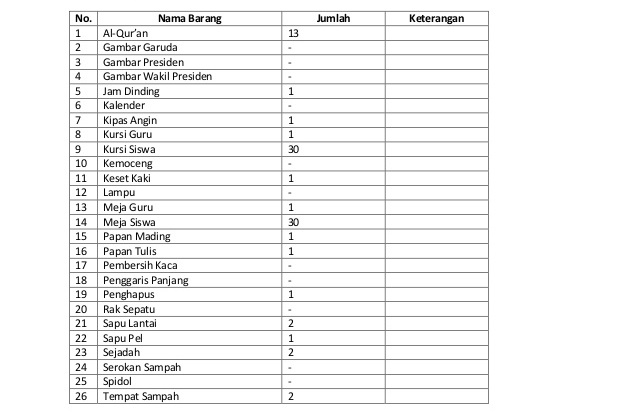 No. Nama Barang Jumlah Keterangan
1 Al-Qur'an 13
2 Gambar Garuda -
3 Gambar Presiden -
4 Gambar Wakil Presiden -
5 Jam Dinding 1
6 Kalender -
7 Kipas Angin 1
8 Kursi Guru 1
9 Kursi Siswa 30
10 Kemoceng -
11 Keset Kaki 1
12 Lampu -
13 Meja Guru 1
14 Meja Siswa 30
15 Papan Mading 1
16 Papan Tulis 1
17 Pembersih Kaca -
18 Penggaris Panjang -
19 Penghapus 1
20 Rak Sepatu -
21 Sapu Lantai 2
22 Sapu Pel 1
23 Sejadah 2
24 Serokan Sampah -
25 Spidol -
26 Tempat Sampah 2